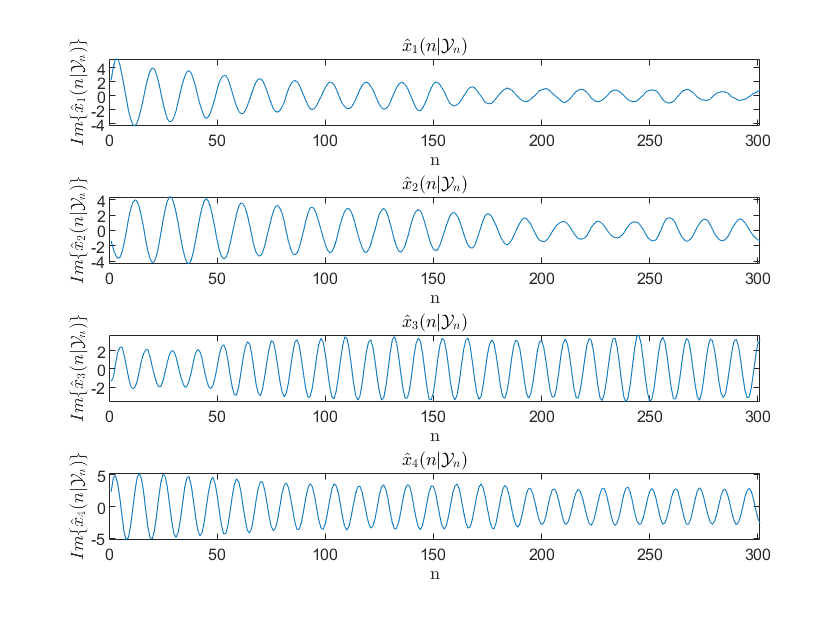 x̂₁(n|𝒴ₙ)
Im{x̂₁(n|𝒴ₙ)}
4
2
0
-2
-4
0 50 100 150 200 250 300
n
x̂₂(n|𝒴ₙ)
Im{x̂₂(n|𝒴ₙ)}
4
2
0
-2
-4
0 50 100 150 200 250 300
n
x̂₃(n|𝒴ₙ)
Im{x̂₃(n|𝒴ₙ)}
2
0
-2
0 50 100 150 200 250 300
n
x̂₄(n|𝒴ₙ)
Im{x̂₄(n|𝒴ₙ)}
5
0
-5
0 50 100 150 200 250 300
n